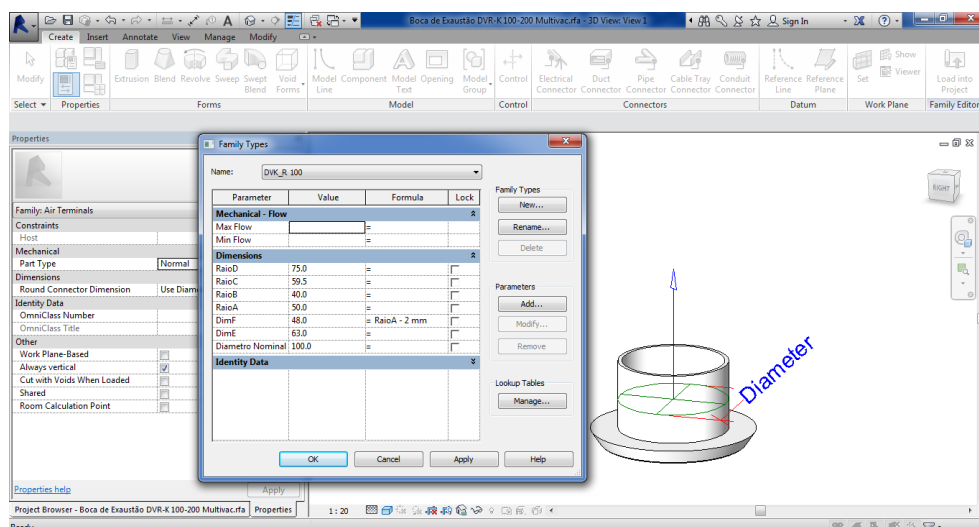 Boca de Exaustão DVR-K 100-200 Multivac.rfa - 3D View: View 1
Sign In
Create Insert Annotate View Manage Modify
Modify
Extrusion Blend Revolve Sweep Swept Blend Void Forms
Model Line Component Model Text Opening Model Group
Control
Electrical Connector Duct Connector Pipe Connector Cable Tray Connector Conduit Connector
Reference Line Reference Plane
Set Show Viewer
Load into Project
Select Properties Forms Model Control Connectors Datum Work Plane Family Editor
Properties
Family: Air Terminals
Constraints
Host
Mechanical
Part Type Normal
Dimensions
Round Connector Dimension Use Diam
Identity Data
OmniClass Number
OmniClass Title
Other
Work Plane-Based
Always vertical
Cut with Voids When Loaded
Shared
Room Calculation Point
Properties help
Apply
Project Browser - Boca de Exaustão DVR-K 100-200 Multivac.rfa Properties
Family Types
Name: DVK_R 100
Parameter Value Formula Lock
Mechanical - Flow
Max Flow =
Min Flow =
Dimensions
RaioD 75.0 =
RaioC 59.5 =
RaioB 40.0 =
RaioA 50.0 =
DimF 48.0 = RaioA - 2 mm
DimE 63.0 =
Diametro Nominal 100.0 =
Identity Data
Family Types
New...
Rename...
Delete
Parameters
Add...
Modify...
Remove
Lookup Tables
Manage...
OK Cancel Apply Help
RIGHT
Diameter
1 : 20
Ready